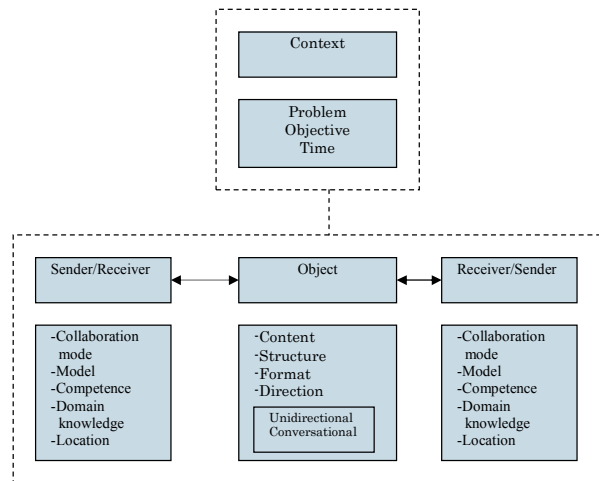 Context
Problem
Objective
Time
Sender/Receiver
Object
Receiver/Sender
-Collaboration
mode
-Model
-Competence
-Domain
knowledge
-Location
-Content
-Structure
-Format
-Direction
Unidirectional
Conversational
-Collaboration
mode
-Model
-Competence
-Domain
knowledge
-Location